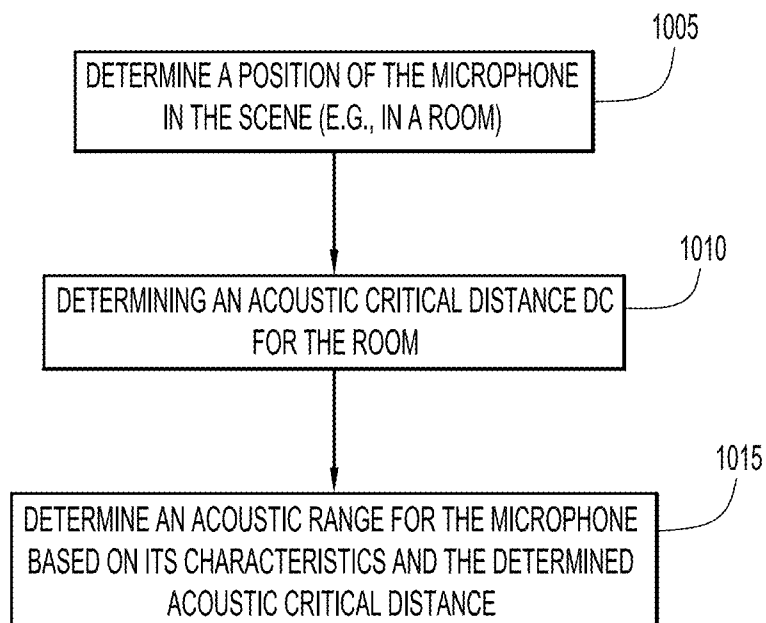 1005
DETERMINE A POSITION OF THE MICROPHONE
IN THE SCENE (E.G., IN A ROOM)
1010
DETERMINING AN ACOUSTIC CRITICAL DISTANCE DC
FOR THE ROOM
1015
DETERMINE AN ACOUSTIC RANGE FOR THE MICROPHONE
BASED ON ITS CHARACTERISTICS AND THE DETERMINED
ACOUSTIC CRITICAL DISTANCE